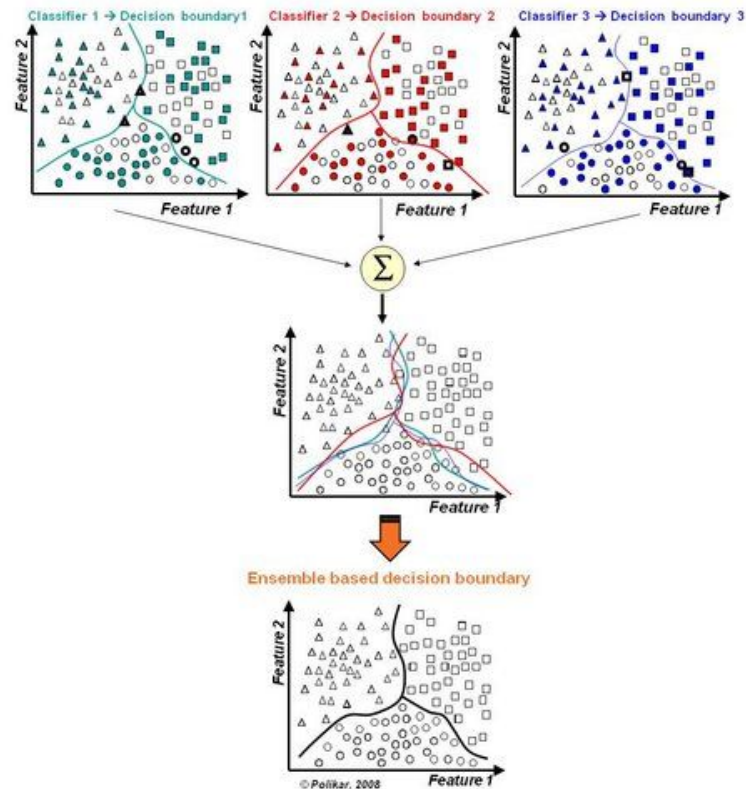 Classifier 1 → Decision boundary1
Classifier 2 → Decision boundary 2
Classifier 3 → Decision boundary 3
Feature 2
Feature 2
Feature 2
Feature 1
Feature 1
Feature 1
Σ
Feature 2
Feature 1
Ensemble based decision boundary
Feature 2
Feature 1
© Polikar, 2008